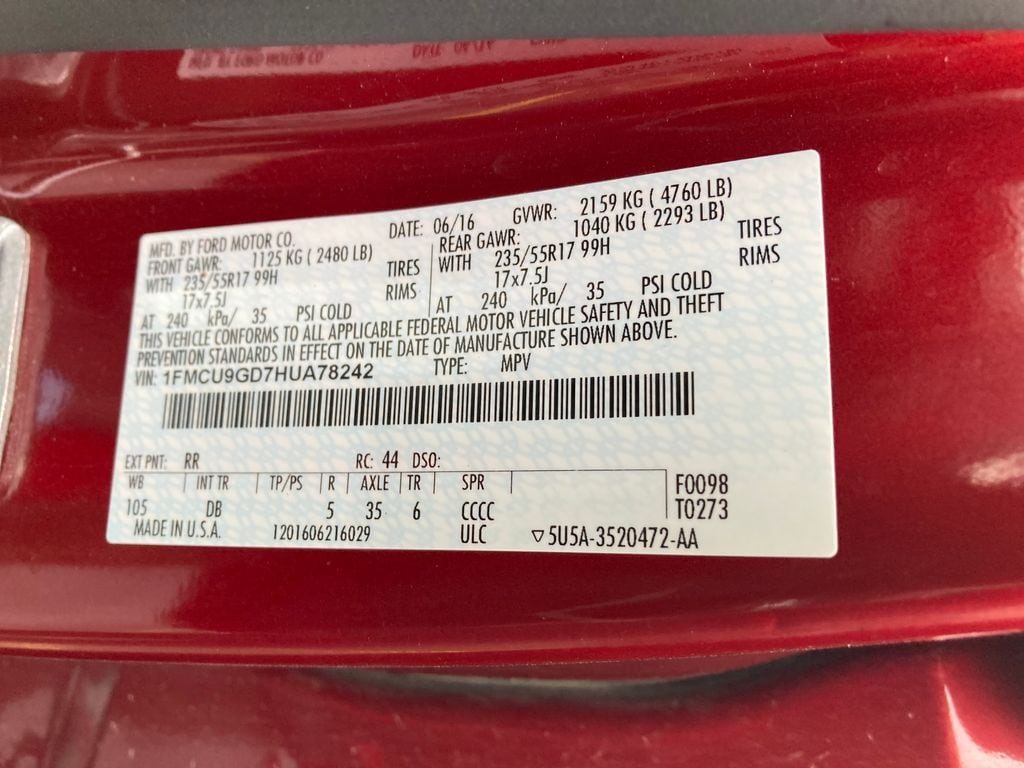 MFD. BY FORD MOTOR CO.
DATE: 06/16 GVWR: 2159 KG ( 4760 LB)
FRONT GAWR: 1125 KG ( 2480 LB)
WITH 235/55R17 99H TIRES
17x7.5J RIMS
AT 240 kPa/ 35 PSI COLD
REAR GAWR: 1040 KG ( 2293 LB)
WITH 235/55R17 99H TIRES
17x7.5J RIMS
AT 240 kPa/ 35 PSI COLD
THIS VEHICLE CONFORMS TO ALL APPLICABLE FEDERAL MOTOR VEHICLE SAFETY AND THEFT
PREVENTION STANDARDS IN EFFECT ON THE DATE OF MANUFACTURE SHOWN ABOVE.
VIN: 1FMCU9GD7HUA78242 TYPE: MPV
EXT PNT: RR RC: 44 DSO:
WB INT TR TP/PS R AXLE TR SPR F0098
105 DB 5 35 6 CCCC T0273
MADE IN U.S.A. 1201606216029 ULC ▽5U5A-3520472-AA